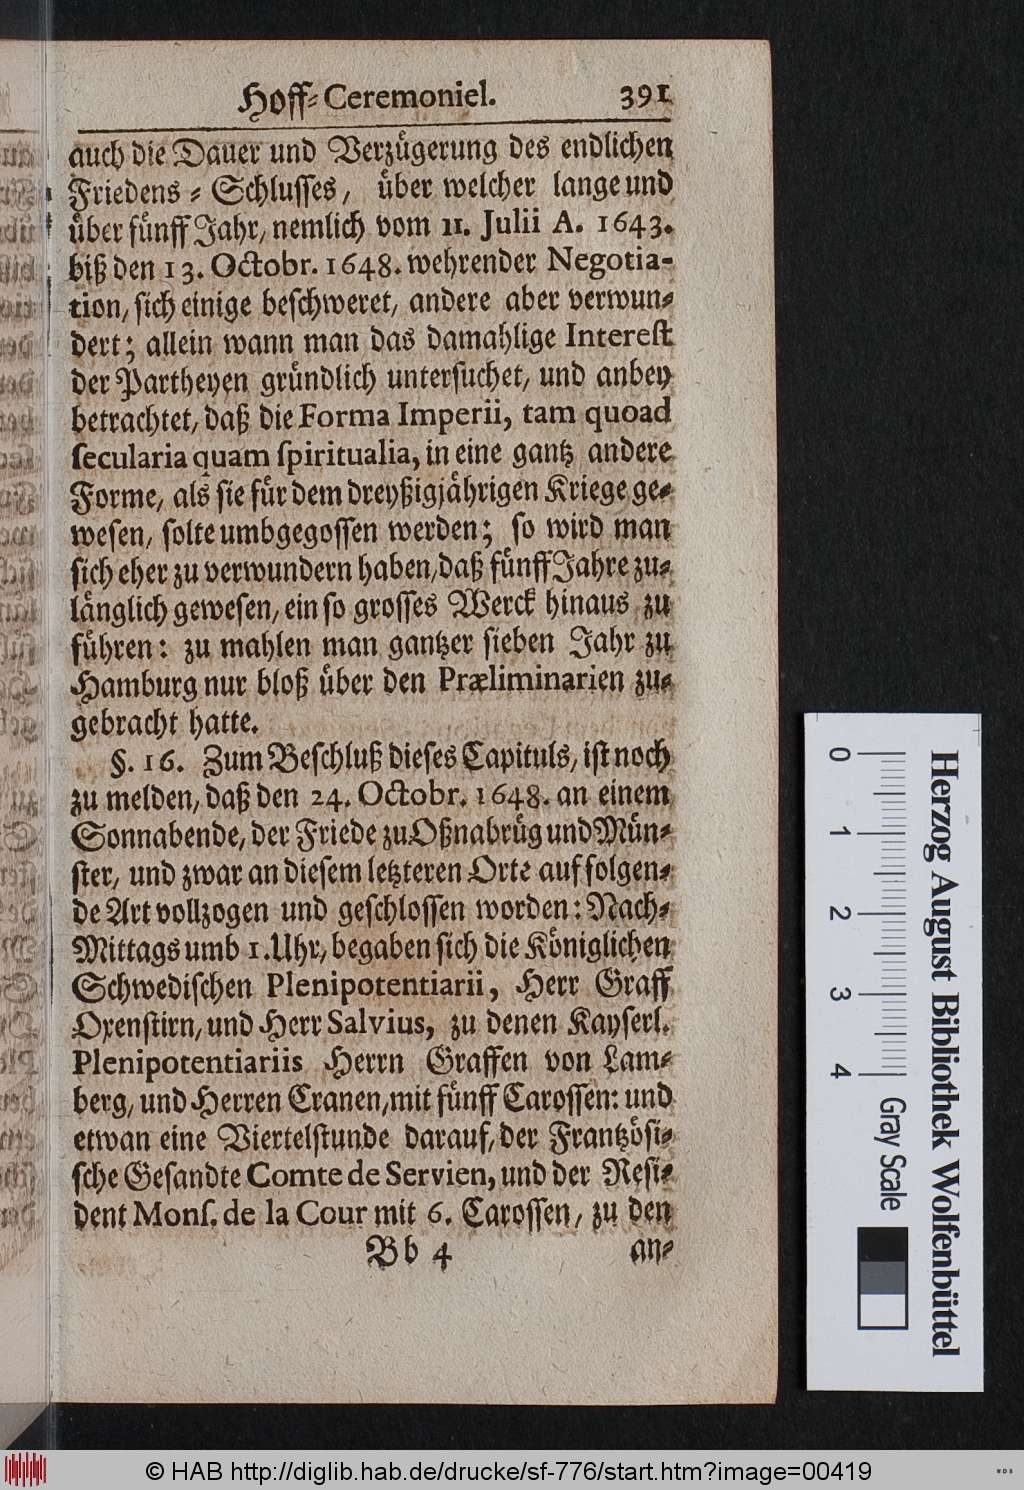 Hoff-Ceremoniel. 391
auch die Dauer und Verzügerung des endlichen
Friedens-Schlusses, über welcher lange und
über fünff Jahr, nemlich vom 11. Julii A. 1643.
biß den 13. Octobr. 1648. wehrender Negotia-
tion, sich einige beschweret, andere aber verwun-
dert; allein wann man das damahlige Interest
der Partheyen gründlich untersuchet, und anbey
betrachtet, daß die Forma Imperii, tam quoad
secularia quam spiritualia, in eine gantz andere
Forme, als sie für dem dreyßigjährigen Kriege ge-
wesen, solte umbgegossen werden; so wird man
sich eher zu verwundern haben, daß fünff Jahre zu-
länglich gewesen, ein so grosses Werck hinaus zu
führen: zu mahlen man gantzer sieben Jahr zu
Hamburg nur bloß über den Præliminarien zu-
gebracht hatte.
§. 16. Zum Beschluß dieses Capituls, ist noch
zu melden, daß den 24. Octobr. 1648. an einem
Sonnabende, der Friede zu Oßnabrüg und Mün-
ster, und zwar an diesem letzteren Orte auf folgen-
de Art vollzogen und geschlossen worden: Nach-
Mittags umb 1. Uhr, begaben sich die Königlichen
Schwedischen Plenipotentiarii, Herr Graff
Oxenstirn, und Herr Salvius, zu denen Kayserl.
Plenipotentiariis Herrn Graffen von Lam-
berg, und Herren Cranen, mit fünff Carossen: und
etwan eine Viertelstunde darauf, der Frantzösi-
sche Gesandte Comte de Servien, und der Resi-
dent Mons. de la Cour mit 6. Carossen, zu den
Bb 4 an-
0 1 2 3 4
Gray Scale
Herzog August Bibliothek Wolfenbüttel
© HAB http://diglib.hab.de/drucke/sf-776/start.htm?image=00419